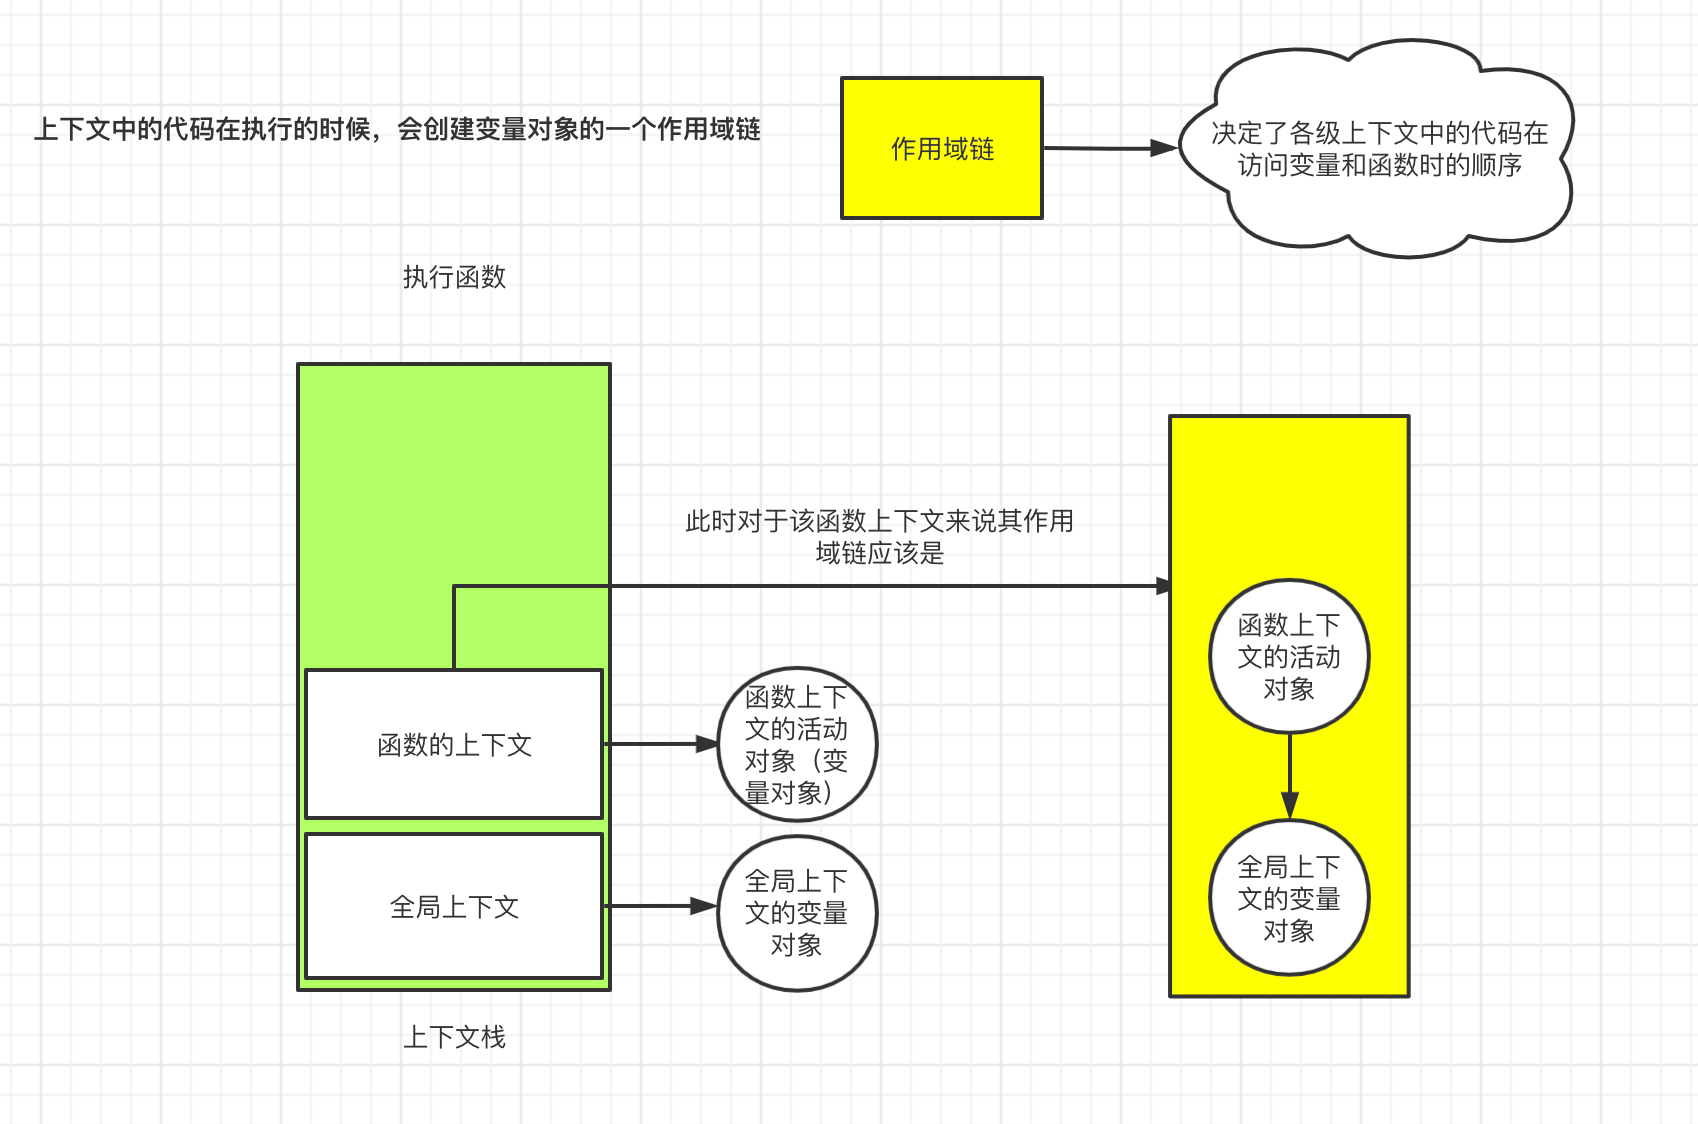 上下文中的代码在执行的时候，会创建变量对象的一个作用域链
作用域链
决定了各级上下文中的代码在
访问变量和函数时的顺序
执行函数
此时对于该函数上下文来说其作用
域链应该是
函数的上下文
函数上下
文的活动
对象（变
量对象）
全局上下文
全局上下
文的变量
对象
函数上下
文的活动
对象
全局上下
文的变量
对象
上下文栈